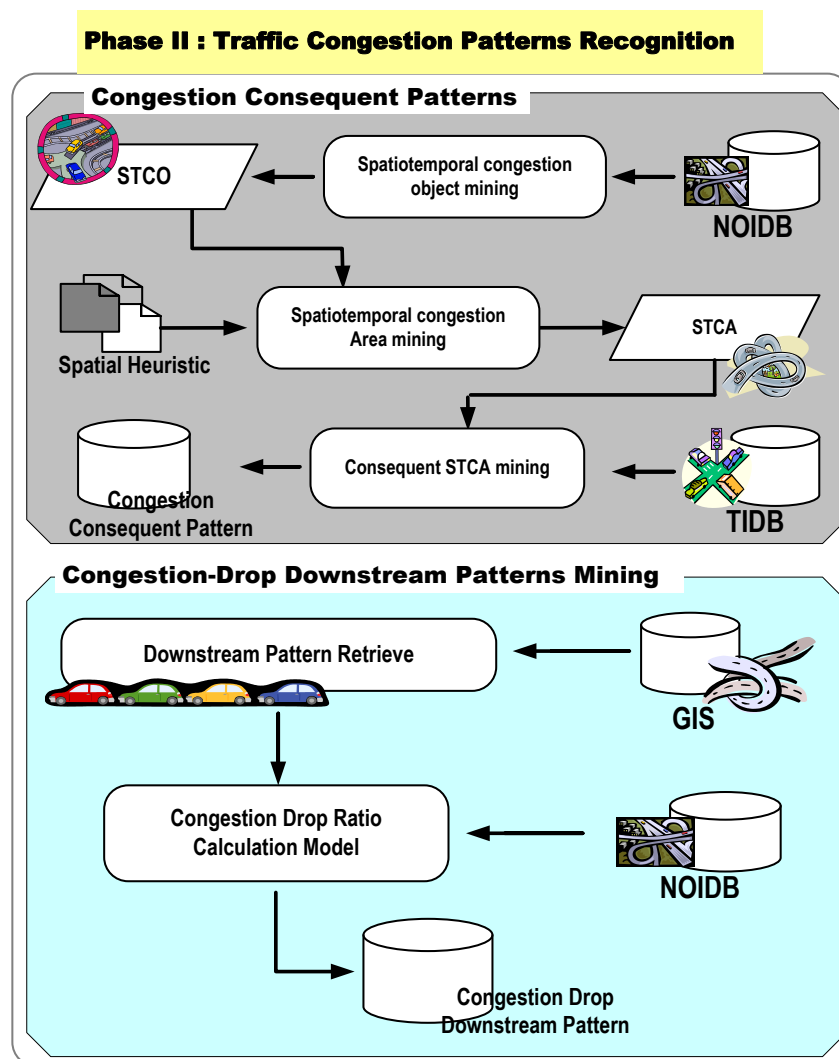 Phase II : Traffic Congestion Patterns Recognition
Congestion Consequent Patterns
STCO
Spatiotemporal congestion
object mining
NOIDB
Spatial Heuristic
Spatiotemporal congestion
Area mining
STCA
Congestion
Consequent Pattern
Consequent STCA mining
TIDB
Congestion-Drop Downstream Patterns Mining
Downstream Pattern Retrieve
GIS
Congestion Drop Ratio
Calculation Model
NOIDB
Congestion Drop
Downstream Pattern